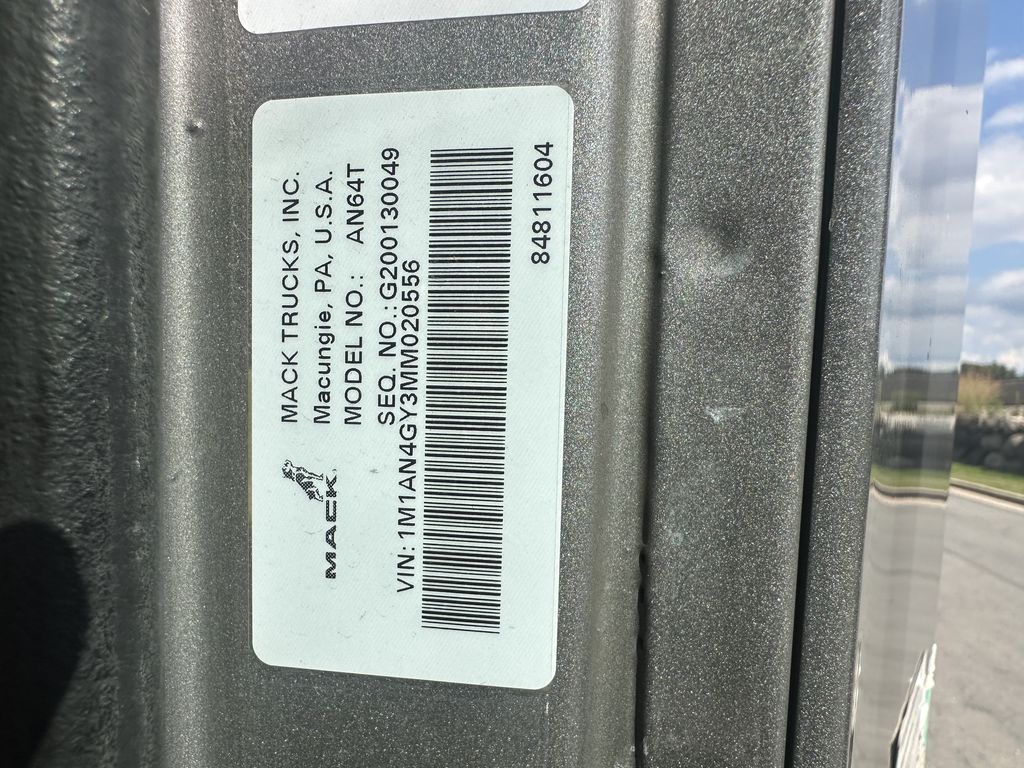 MACK
MACK TRUCKS, INC.
Macungie, PA, U.S.A.
MODEL NO.: AN64T
SEQ. NO.:G200130049
VIN: 1M1AN4GY3MM020556
84811604